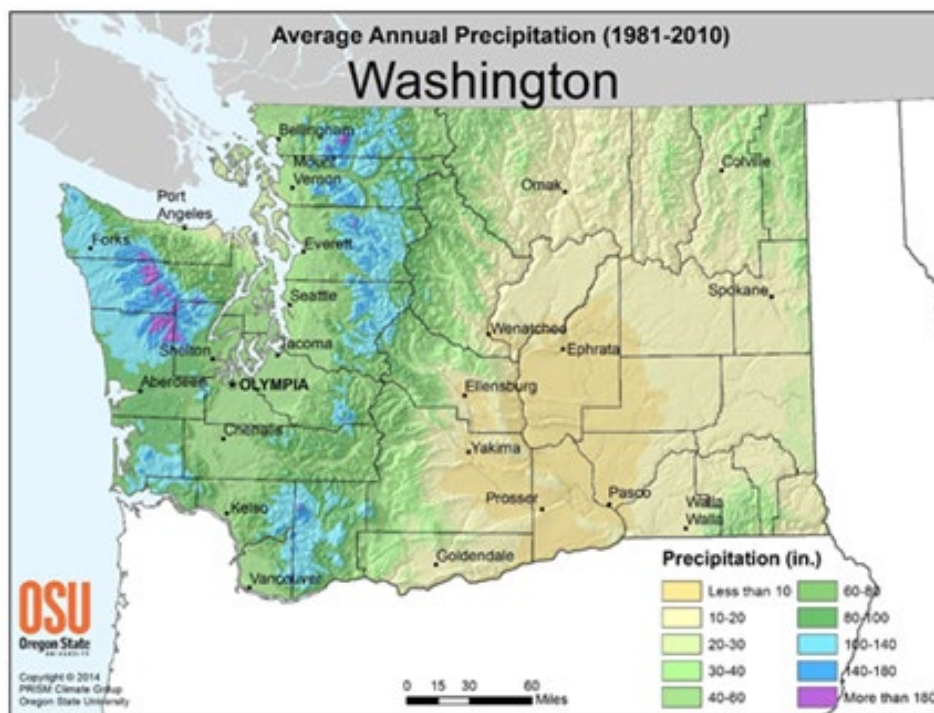 Average Annual Precipitation (1981-2010)
Washington
Bellingham
Mount
Vernon
Omak
Colville
Port
Angeles
Forks
Everett
Spokane
Seattle
Wenatchee
Ephrata
Shelton
Tacoma
Aberdeen
OLYMPIA
Ellensburg
Chehalis
Yakima
Prosser
Pasco
Kelso
Walla
Walla
Goldendale
Vancouver
Precipitation (in.)
Less than 10
10-20
20-30
30-40
40-60
60-80
80-100
100-140
140-180
More than 180
OSU
Oregon State
UNIVERSITY
Copyright © 2014
PRISM Climate Group
Oregon State University
0 15 30 60
Miles